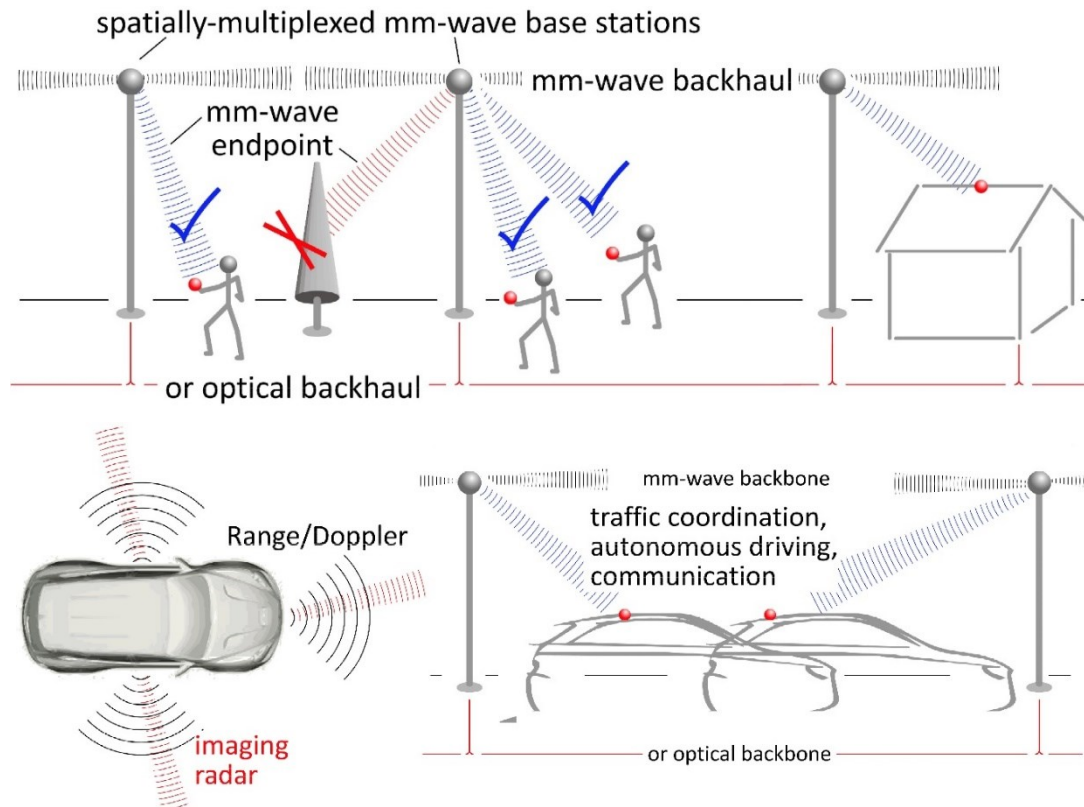 spatially-multiplexed mm-wave base stations
mm-wave backhaul
mm-wave
endpoint
or optical backhaul
Range/Doppler
imaging
radar
mm-wave backbone
traffic coordination,
autonomous driving,
communication
or optical backbone